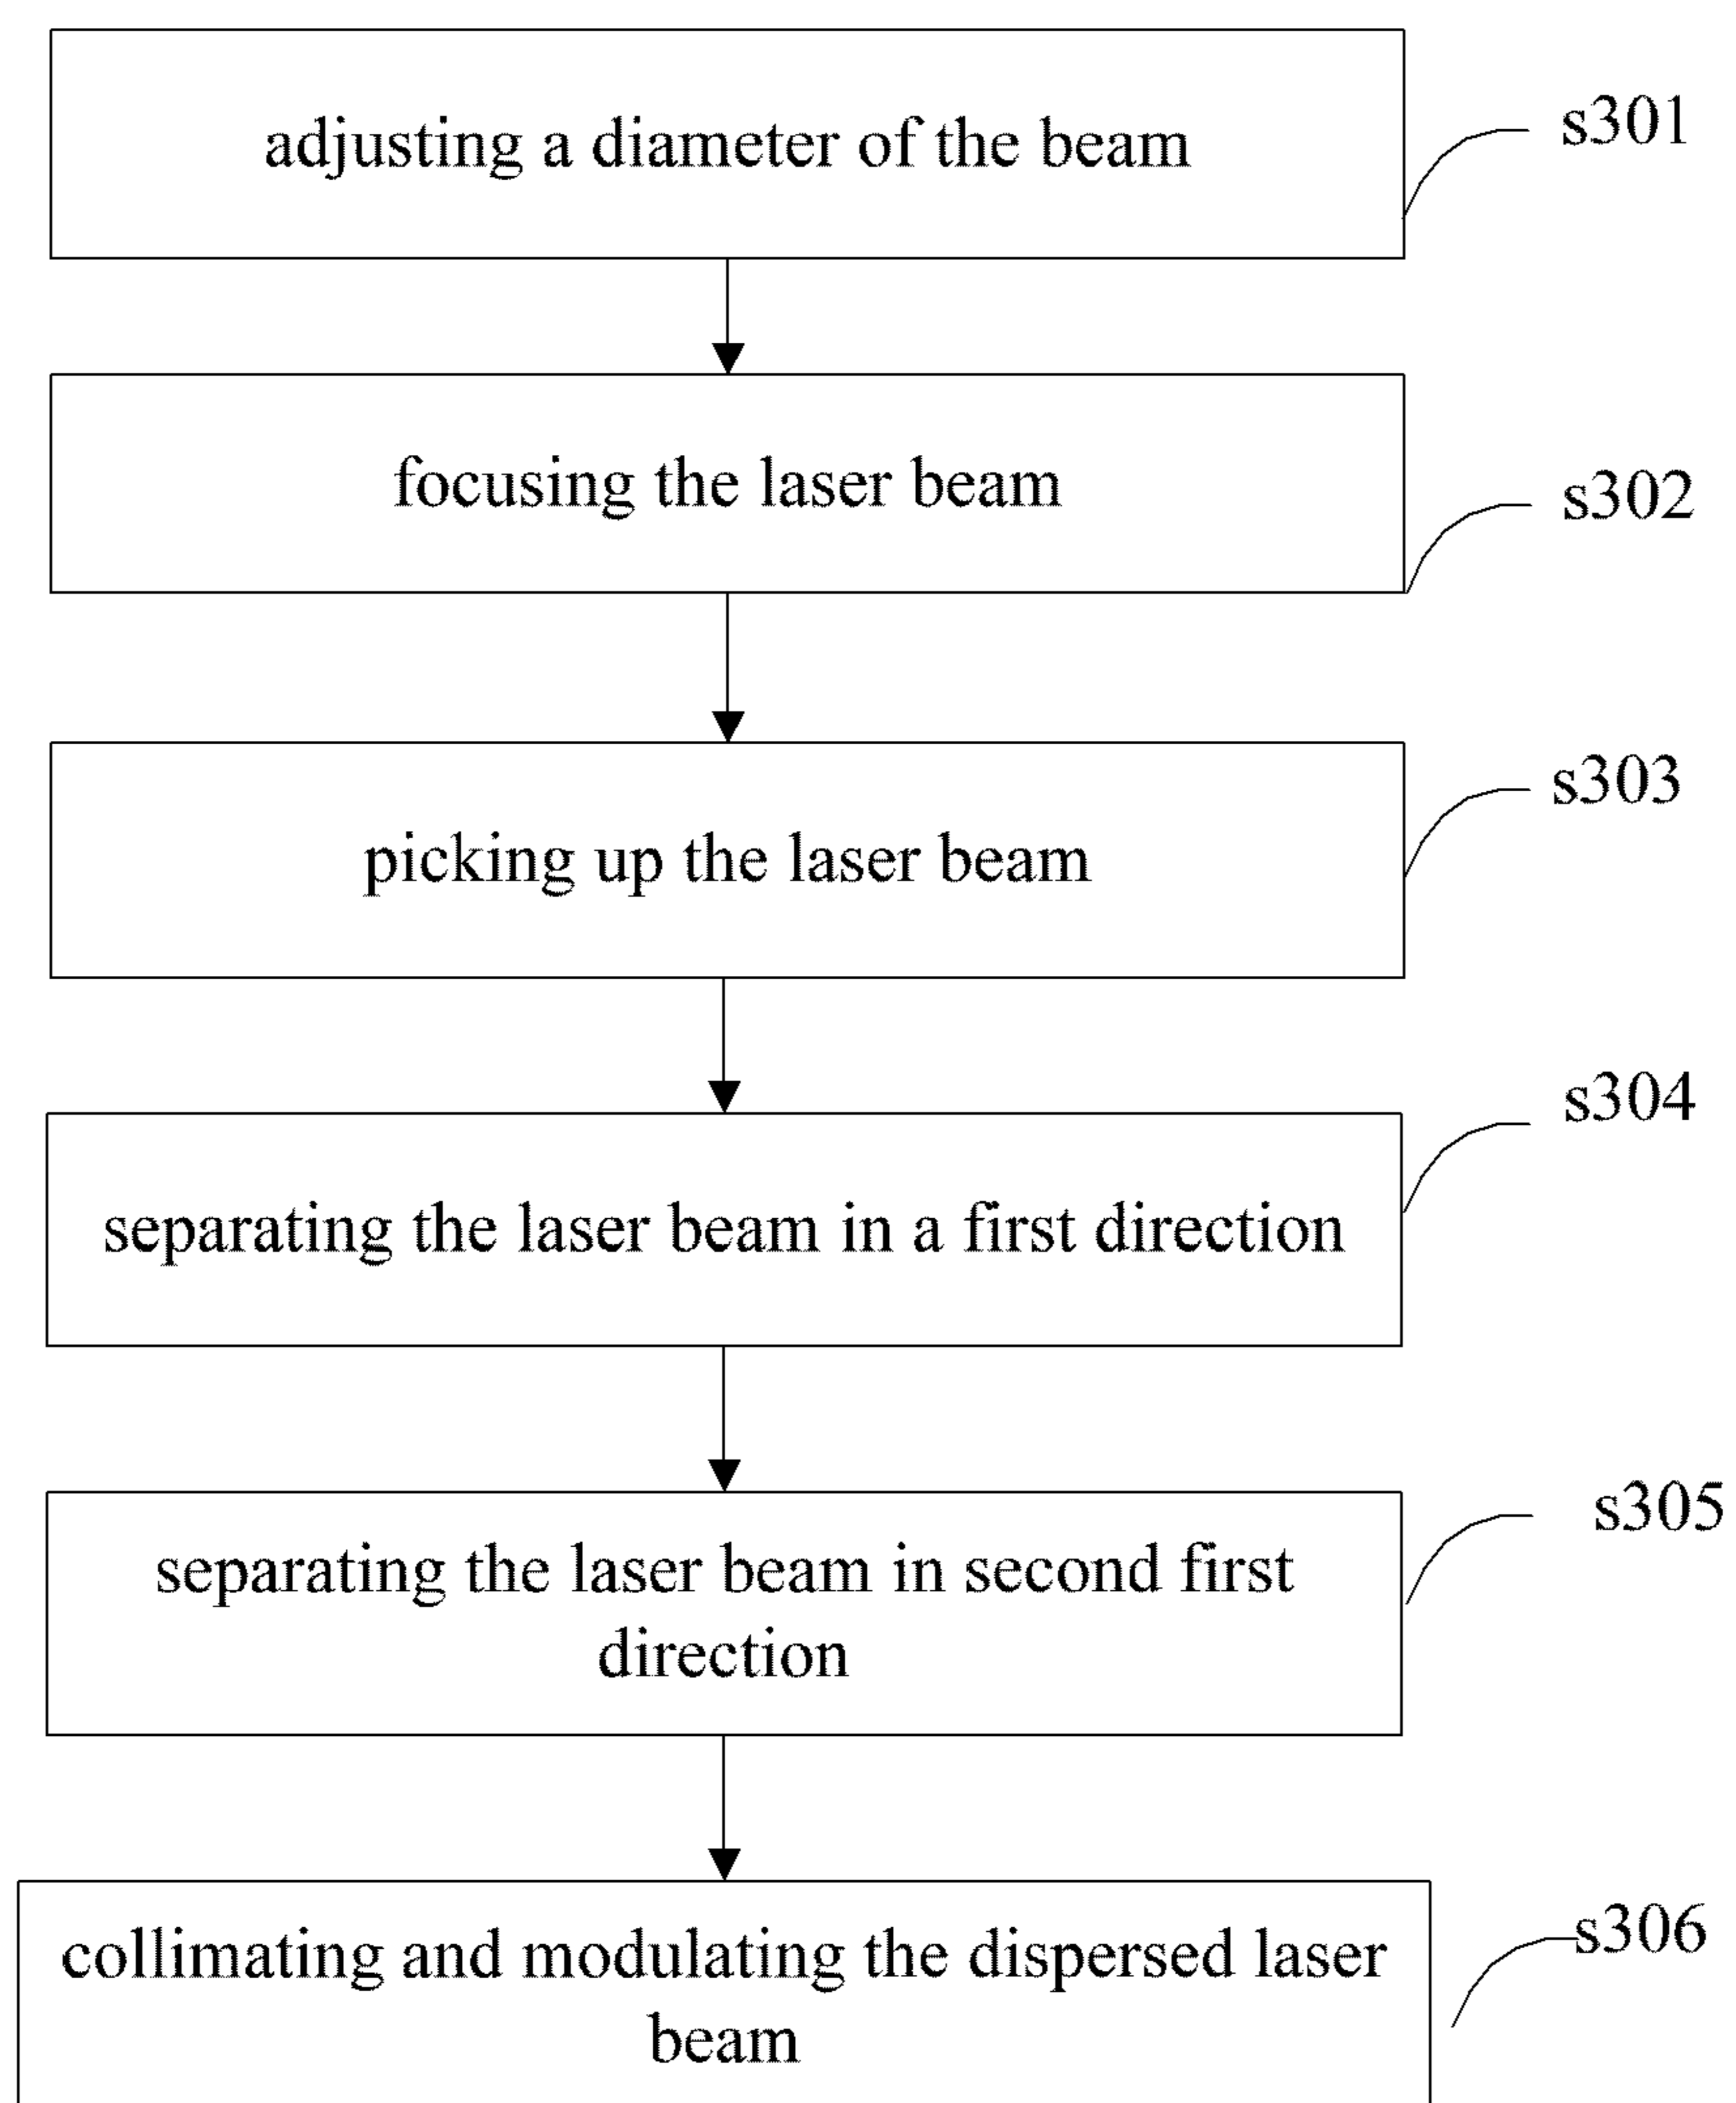 adjusting a diameter of the beam
s301
focusing the laser beam
s302
picking up the laser beam
s303
separating the laser beam in a first direction
s304
separating the laser beam in second first
direction
s305
collimating and modulating the dispersed laser
beam
s306